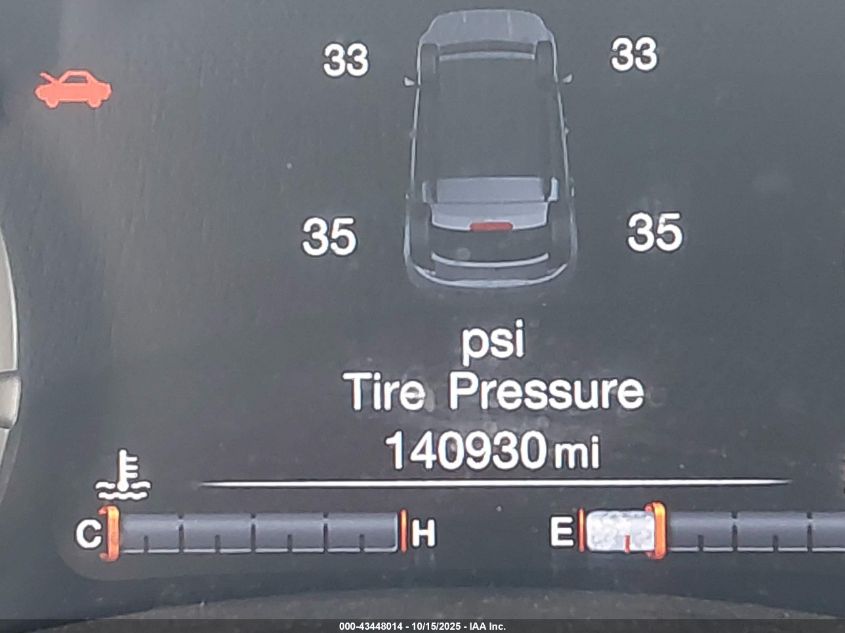 33 33
35 35
psi
Tire Pressure
140930 mi
C H E
000-43448014 - 10/15/2025 - IAA Inc.